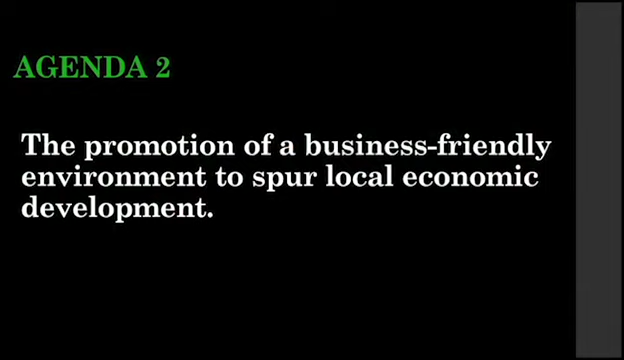 AGENDA 2
The promotion of a business-friendly
environment to spur local economic
development.